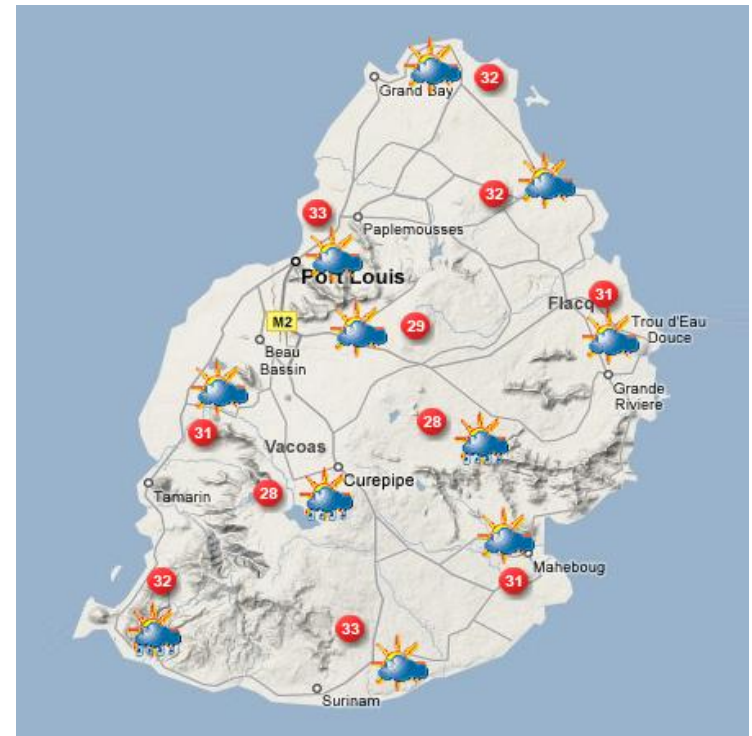 32
Grand Bay
32
33
Paplemousses
Port Louis
31
Flacq
M2
29
Trou d'Eau
Douce
Beau
Bassin
Grande
Riviere
28
31
Vacoas
Curepipe
28
Tamarin
Maheboug
32
31
33
Surinam